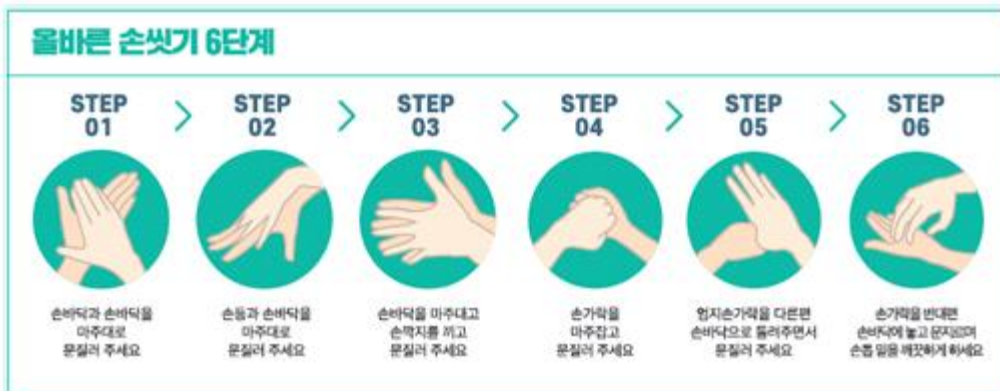 올바른 손씻기 6단계
STEP
01
STEP
02
STEP
03
STEP
04
STEP
05
STEP
06
손바닥과 손바닥을
마주대로
문질러 주세요
손등과 손바닥을
마주대로
문질러 주세요
손바닥을 마주대고
손깍지를 끼고
문질러 주세요
손가락을
마주잡고
문질러 주세요
엄지손가락을 다른편
손바닥으로 돌려주면서
문질러 주세요
손가락을 반대편
손바닥에 놓고 문지르며
손톱 밑을 깨끗하게 하세요